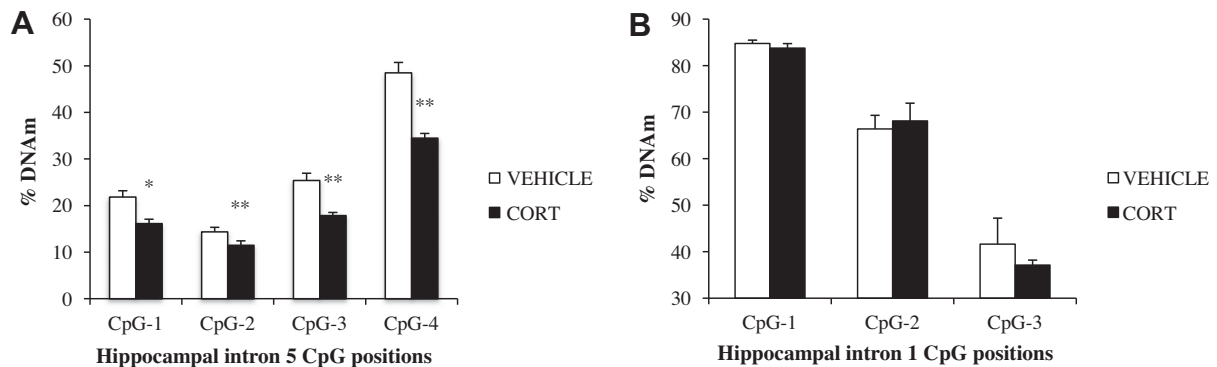 A
60
50
40
30
20
10
0
% DNAm
*
**
**
**
VEHICLE
CORT
CpG-1 CpG-2 CpG-3 CpG-4
Hippocampal intron 5 CpG positions
B
90
80
70
60
50
40
30
% DNAm
VEHICLE
CORT
CpG-1 CpG-2 CpG-3
Hippocampal intron 1 CpG positions